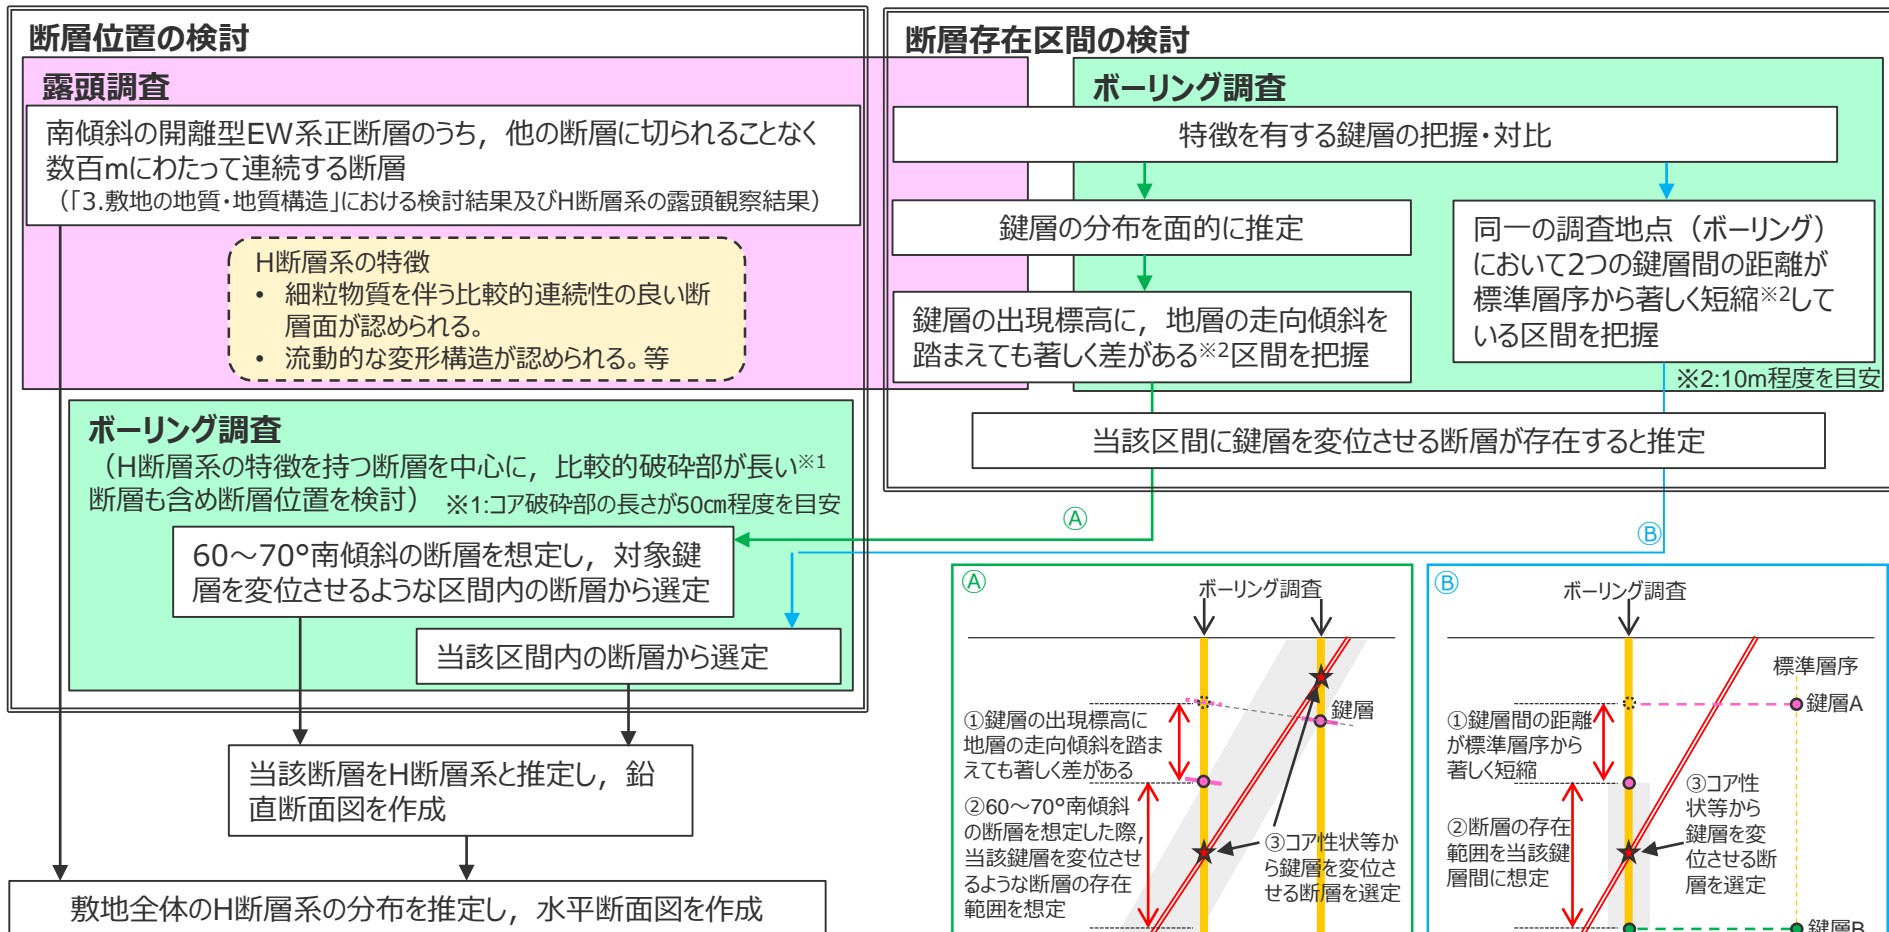 断層位置の検討
露頭調査
南傾斜の開離型EW系正断層のうち，他の断層に切られることなく
数百mにわたって連続する断層
（「3.敷地の地質・地質構造」における検討結果及びH断層系の露頭観察結果）
H断層系の特徴
• 細粒物質を伴う比較的連続性の良い断
層面が認められる。
• 流動的な変形構造が認められる。等
ボーリング調査
（H断層系の特徴を持つ断層を中心に，比較的破砕部が長い※1
断層も含め断層位置を検討）
※1:コア破砕部の長さが50㎝程度を目安
60～70°南傾斜の断層を想定し，対象鍵
層を変位させるような区間内の断層から選定
当該区間内の断層から選定
当該断層をH断層系と推定し，鉛
直断面図を作成
敷地全体のH断層系の分布を推定し，水平断面図を作成
断層存在区間の検討
ボーリング調査
特徴を有する鍵層の把握・対比
鍵層の分布を面的に推定
鍵層の出現標高に，地層の走向傾斜を
踏まえても著しく差がある※2区間を把握
同一の調査地点（ボーリング）
において2つの鍵層間の距離が
標準層序から著しく短縮※2して
いる区間を把握
※2:10m程度を目安
当該区間に鍵層を変位させる断層が存在すると推定
Ⓐ
Ⓑ
Ⓐ
ボーリング調査
鍵層
①鍵層の出現標高に
地層の走向傾斜を踏ま
えても著しく差がある
②60～70°南傾斜
の断層を想定した際，
当該鍵層を変位させ
るような断層の存在
範囲を想定
③コア性状等か
ら鍵層を変位さ
せる断層を選定
Ⓑ
ボーリング調査
標準層序
鍵層A
①鍵層間の距離
が標準層序から
著しく短縮
②断層の存在
範囲を当該鍵
層間に想定
③コア性
状等から
鍵層を変
位させる断
層を選定
鍵層B